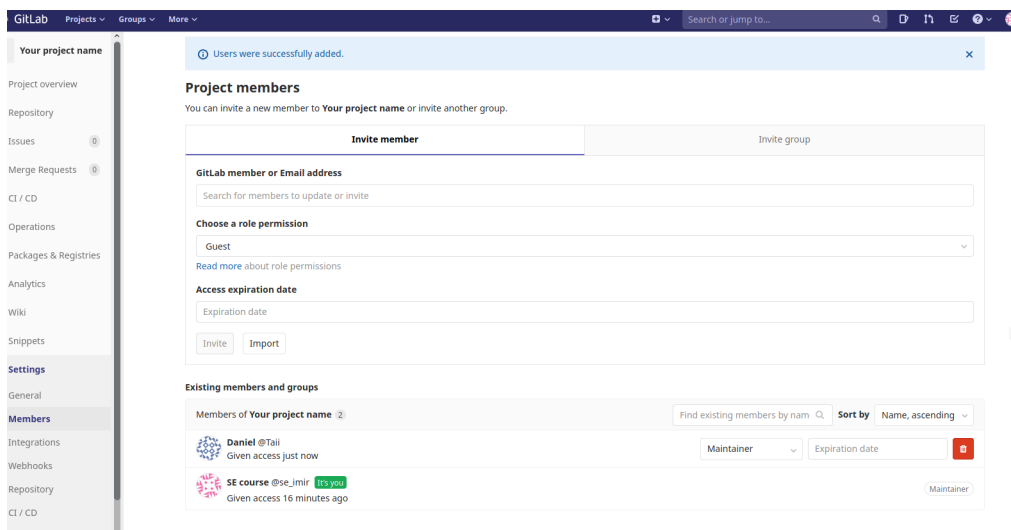 GitLab Projects Groups More Search or jump to...
Your project name
Project overview
Repository
Issues 0
Merge Requests 0
CI / CD
Operations
Packages & Registries
Analytics
Wiki
Snippets
Settings
General
Members
Integrations
Webhooks
Repository
CI / CD
Users were successfully added.
Project members
You can invite a new member to Your project name or invite another group.
Invite member Invite group
GitLab member or Email address
Search for members to update or invite
Choose a role permission
Guest
Read more about role permissions
Access expiration date
Expiration date
Invite Import
Existing members and groups
Members of Your project name 2 Find existing members by nam Sort by Name, ascending
Daniel @Taii Maintainer Expiration date
Given access just now
SE course @se_imir It's you Maintainer
Given access 16 minutes ago